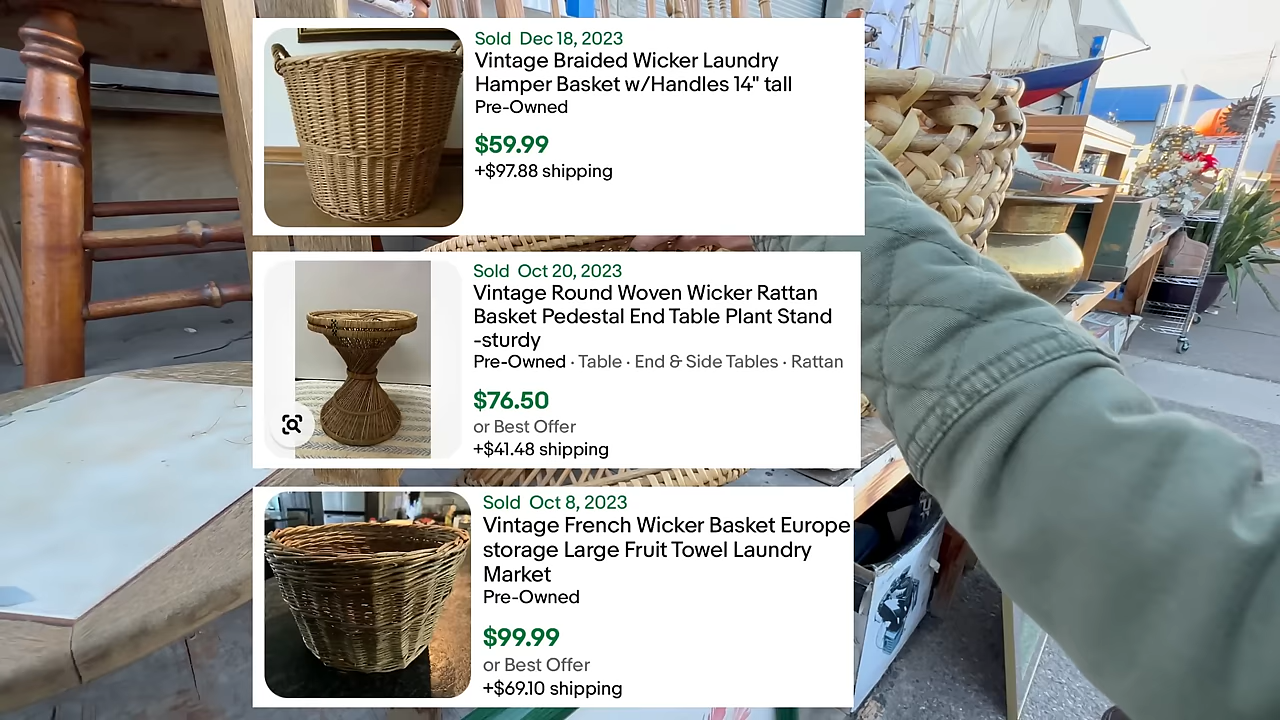 Sold Dec 18, 2023
Vintage Braided Wicker Laundry
Hamper Basket w/Handles 14" tall
Pre-Owned
$59.99
+$97.88 shipping
Sold Oct 20, 2023
Vintage Round Woven Wicker Rattan
Basket Pedestal End Table Plant Stand
-sturdy
Pre-Owned · Table · End & Side Tables · Rattan
$76.50
or Best Offer
+$41.48 shipping
Sold Oct 8, 2023
Vintage French Wicker Basket Europe
storage Large Fruit Towel Laundry
Market
Pre-Owned
$99.99
or Best Offer
+$69.10 shipping